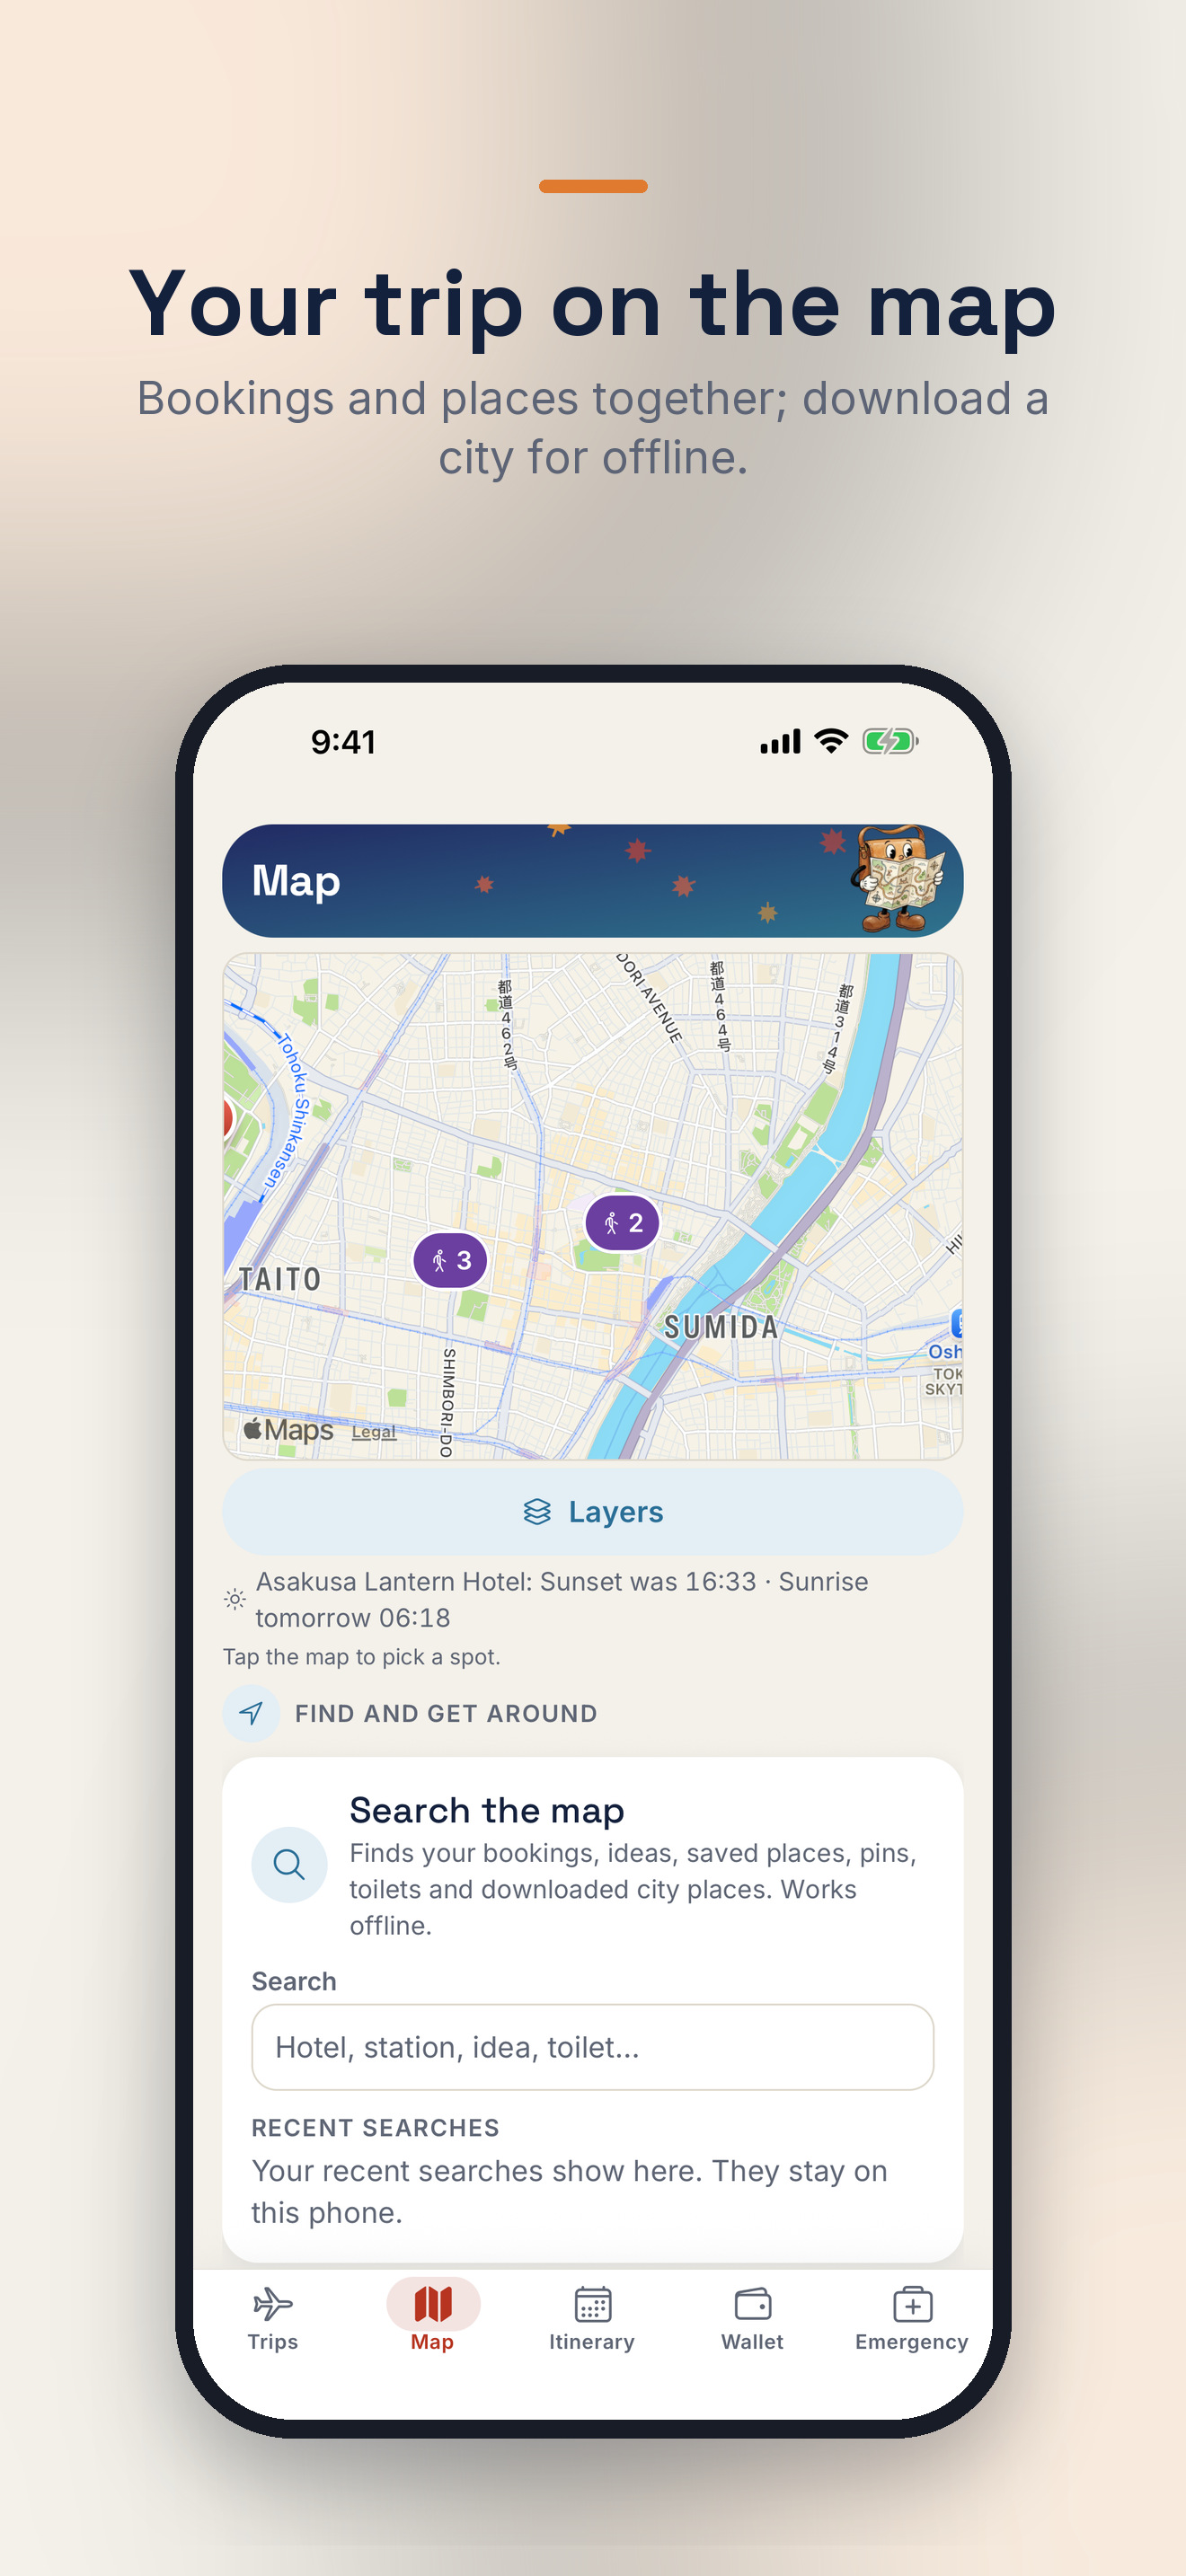 Your trip on the map
Bookings and places together; download a
city for offline.
9:41
Map
都道462号
DORI AVENUE
都道464号
都道314号
Tohoku Shinkansen
2
3
TAITO
SUMIDA
Osh
TOK
SKYT
SHIMBORI-DO
Maps Legal
Layers
Asakusa Lantern Hotel: Sunset was 16:33 · Sunrise
tomorrow 06:18
Tap the map to pick a spot.
FIND AND GET AROUND
Search the map
Finds your bookings, ideas, saved places, pins,
toilets and downloaded city places. Works
offline.
Search
Hotel, station, idea, toilet...
RECENT SEARCHES
Your recent searches show here. They stay on
this phone.
Trips Map Itinerary Wallet Emergency